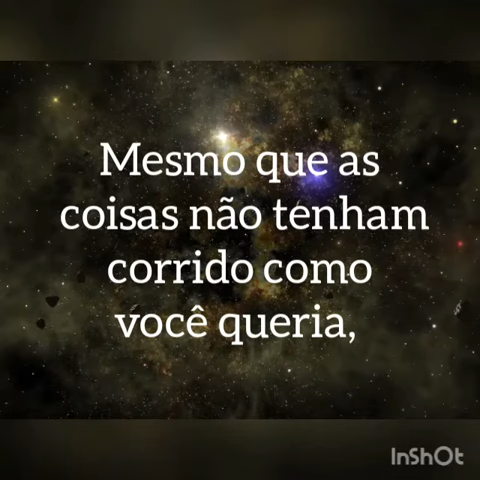 Mesmo que as
coisas não tenham
corrido como
você queria,
InShOt